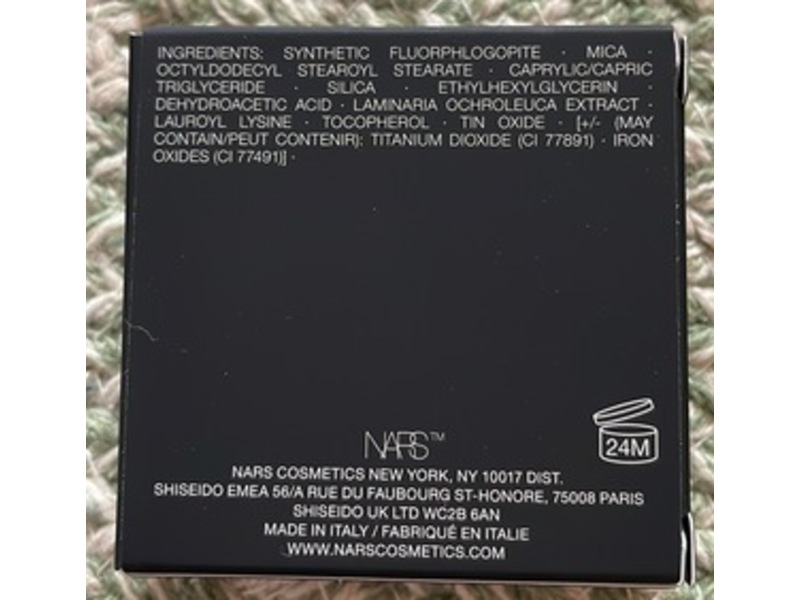 INGREDIENTS: SYNTHETIC FLUORPHLOGOPITE · MICA ·
OCTYLDODECYL STEAROYL STEARATE · CAPRYLIC/CAPRIC
TRIGLYCERIDE · SILICA · ETHYLHEXYLGLYCERIN ·
DEHYDROACETIC ACID · LAMINARIA OCHROLEUCA EXTRACT ·
LAUROYL LYSINE · TOCOPHEROL · TIN OXIDE · [+/- (MAY
CONTAIN/PEUT CONTENIR): TITANIUM DIOXIDE (CI 77891) · IRON
OXIDES (CI 77491)] ·
24M
NARS™
NARS COSMETICS NEW YORK, NY 10017 DIST.
SHISEIDO EMEA 56/A RUE DU FAUBOURG ST-HONORE, 75008 PARIS
SHISEIDO UK LTD WC2B 6AN
MADE IN ITALY / FABRIQUÉ EN ITALIE
WWW.NARSCOSMETICS.COM